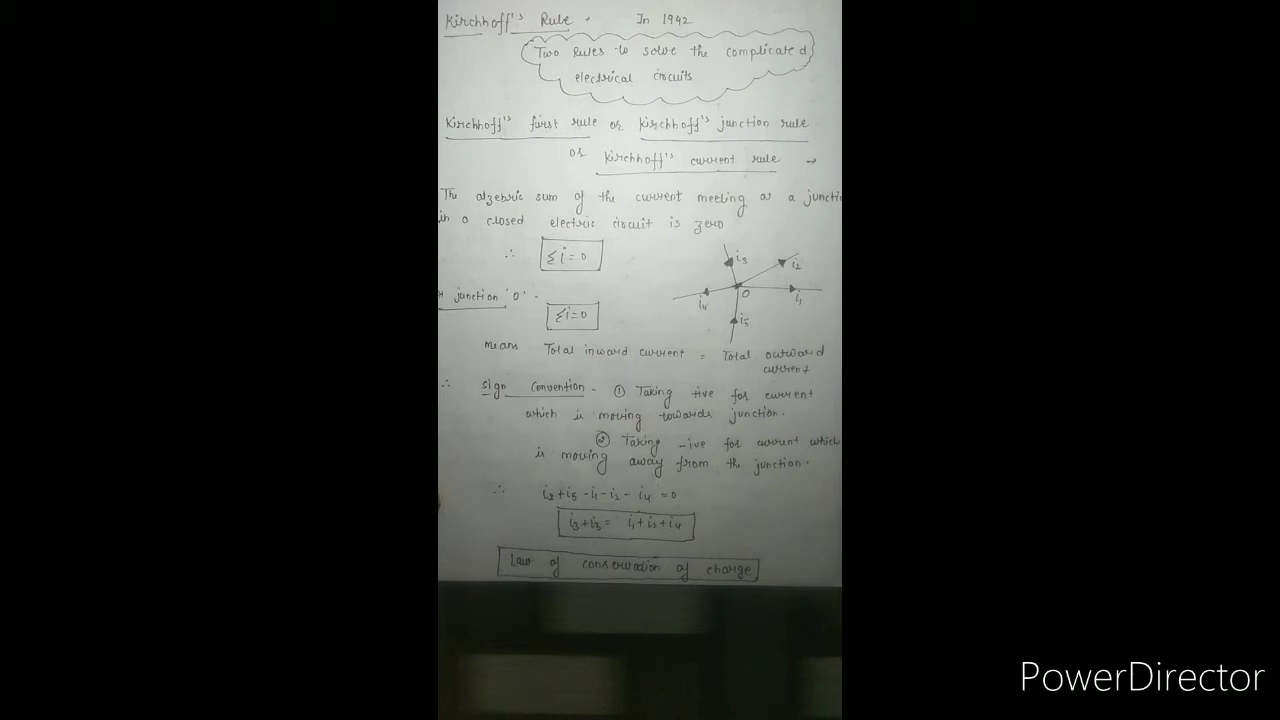 Kirchhoff's Rule. In 1942
Two Rules to solve the complicated
electrical circuits
Kirchhoff's first rule or Kirchhoff's junction rule
or Kirchhoff's current rule →
The algebric sum of the current meeting at a juncti
in a closed electric circuit is zero
∴ Σi=0
i3
i2
O
i1
i4
i5
junction 'O' -
Σi=0
means Total inward current = Total outward
current
∴ sign convention - ① Taking +ive for current
which is moving towards junction.
② Taking -ive for current which
is moving away from the junction.
∴ i3+i5-i1-i2-i4=0
i3+i3= i1+i2+i4
Law of conservation of charge
PowerDirector